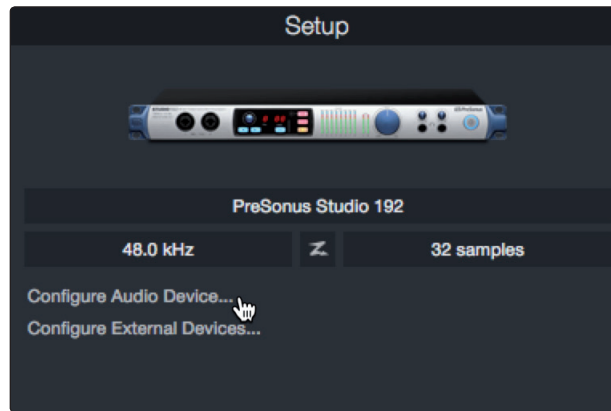 Setup
PreSonus Studio 192
48.0 kHz
Z
32 samples
Configure Audio Device...
Configure External Devices...